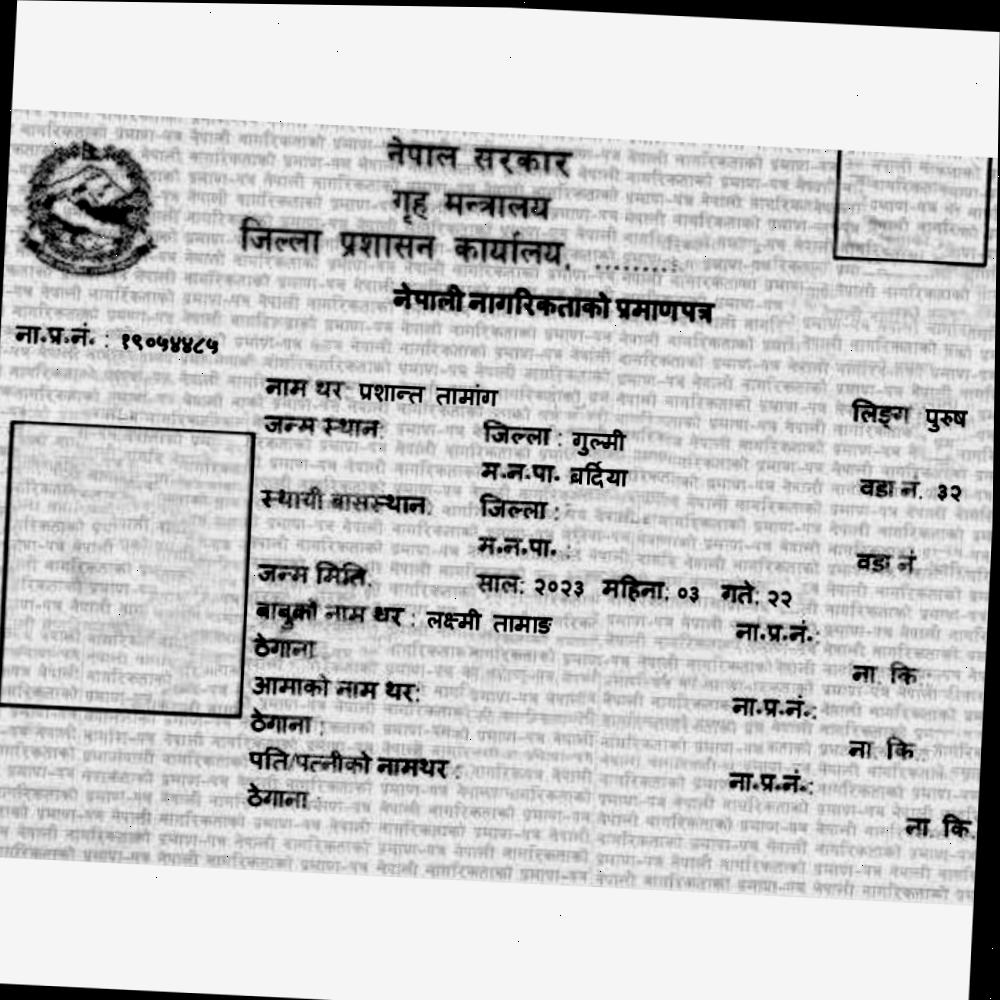 नेपाल सरकार
गृह मन्त्रालय
जिल्ला प्रशासन कार्यालय, .........
नेपाली नागरिकताको प्रमाणपत्र
ना.प्र.नं. : १९०५४४८५
नाम थर: प्रशान्त तामांग लिङ्ग पुरुष
जन्म स्थान: जिल्ला : गुल्मी
म.न.पा. बर्दिया वडा नं. ३२
स्थायी बासस्थान: जिल्ला :
म.न.पा. : वडा नं
जन्म मिति: साल: २०२३ महिना: ०३ गते: २२
बाबुको नाम थर : लक्ष्मी तामाङ ना.प्र.नं.:
ठेगाना : ना. कि :
आमाको नाम थर: ना.प्र.नं.:
ठेगाना : ना. कि :
पति/पत्नीको नामथर : ना.प्र.नं.:
ठेगाना : ना. कि.